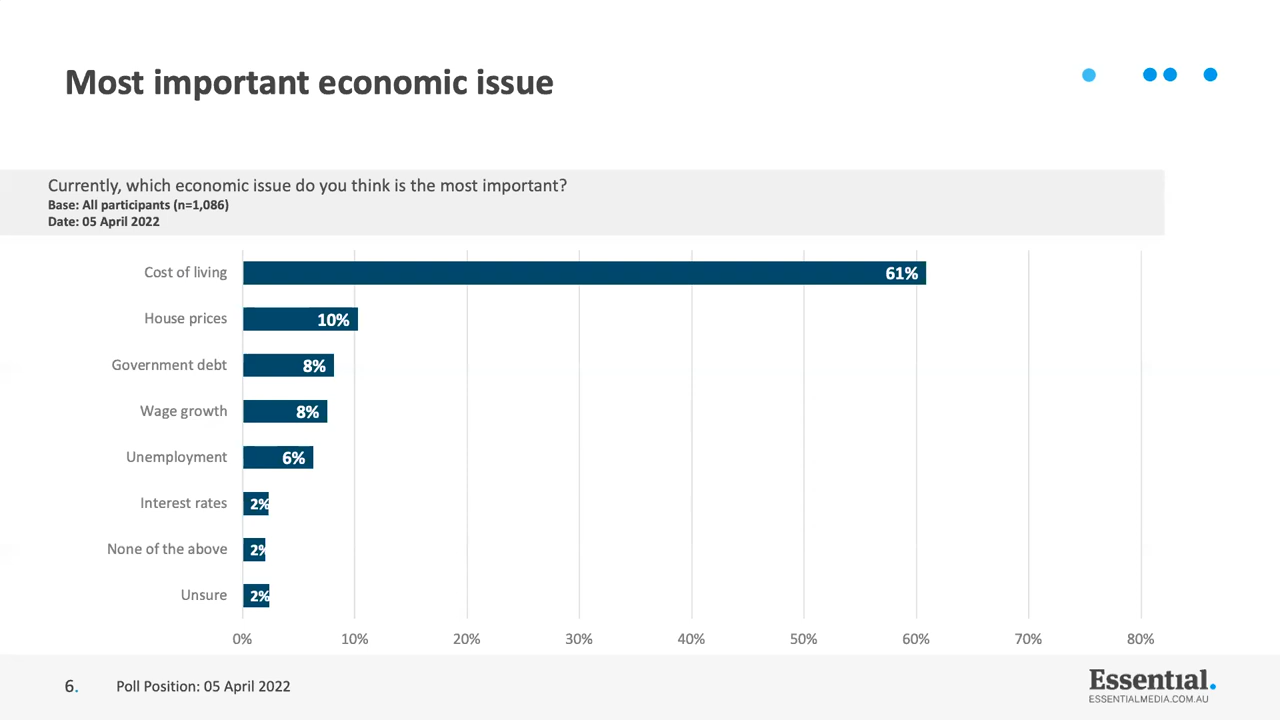 Most important economic issue
Currently, which economic issue do you think is the most important?
Base: All participants (n=1,086)
Date: 05 April 2022
Cost of living 61%
House prices 10%
Government debt 8%
Wage growth 8%
Unemployment 6%
Interest rates 2%
None of the above 2%
Unsure 2%
0% 10% 20% 30% 40% 50% 60% 70% 80%
6. Poll Position: 05 April 2022
Essential.
ESSENTIALMEDIA.COM.AU